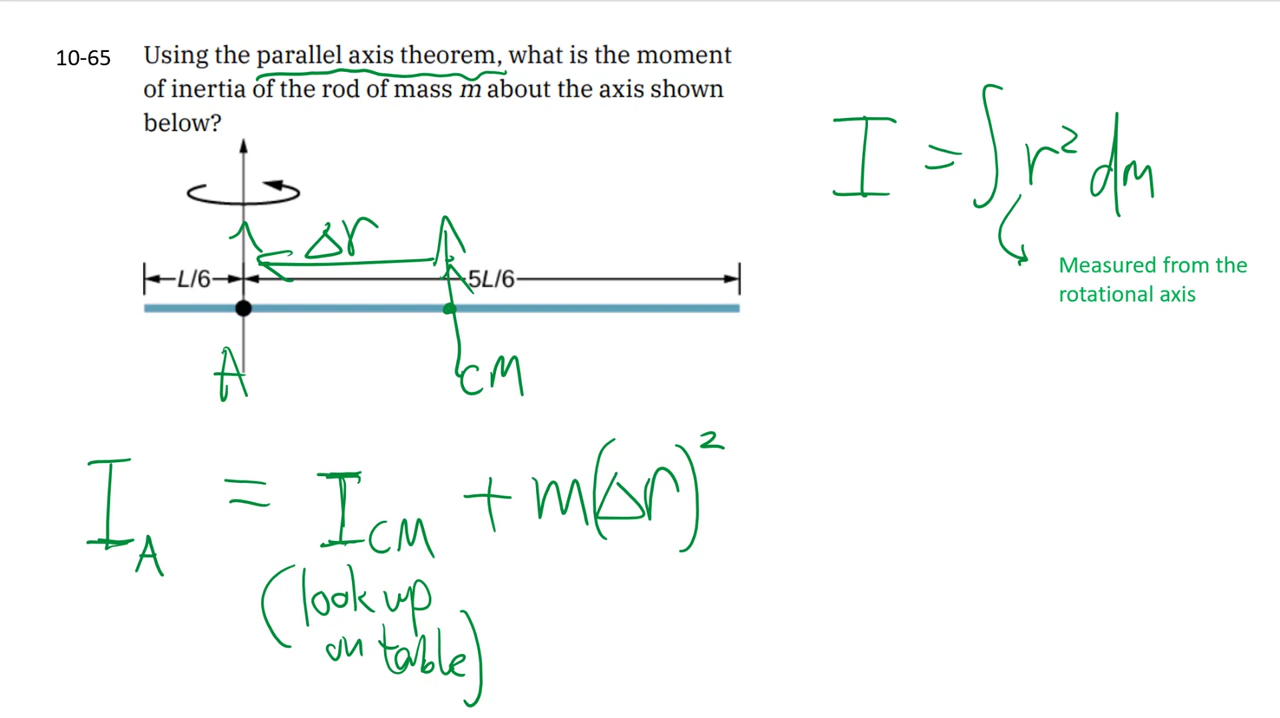 10-65 Using the parallel axis theorem, what is the moment
of inertia of the rod of mass m about the axis shown
below?
I = ∫ r² dm
Measured from the
rotational axis
Δr
L/6
5L/6
A
CM
I_A = I_CM + m(Δr)²
(look up
on table)